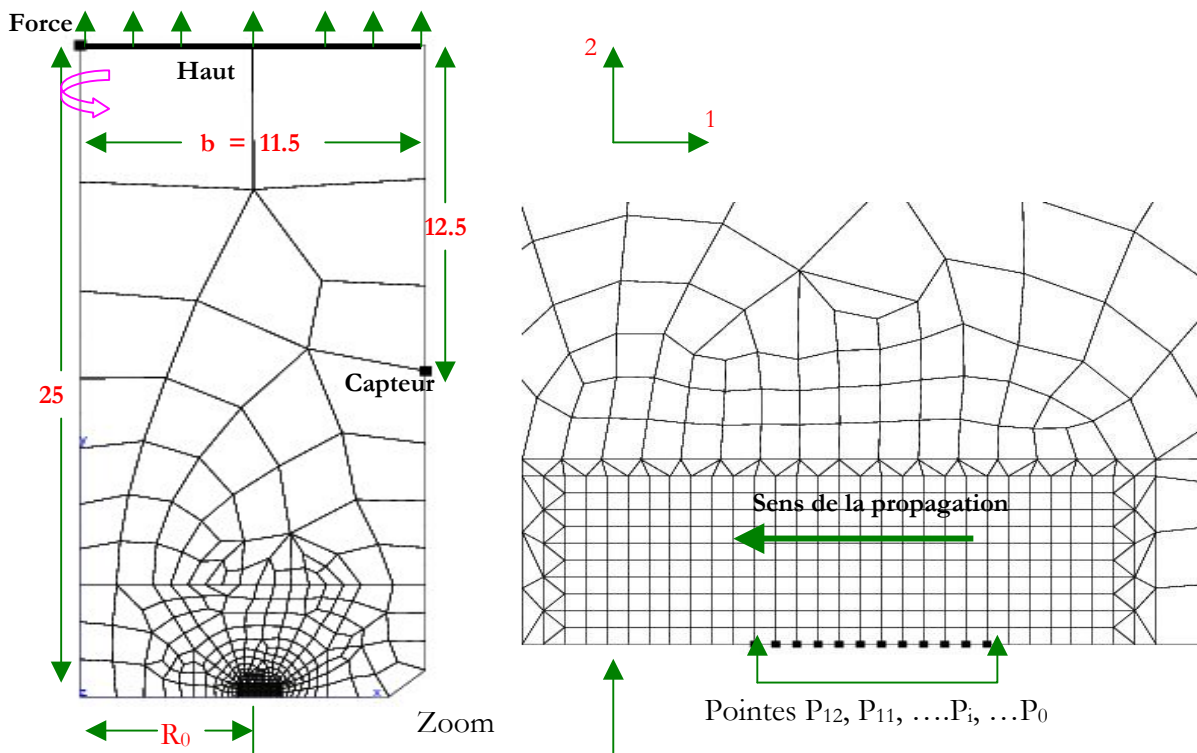 Force
Haut
b = 11.5
12.5
25
Capteur
y
z
x
R0
Zoom
2
1
Sens de la propagation
Pointes P12, P11, ….Pi, …P0